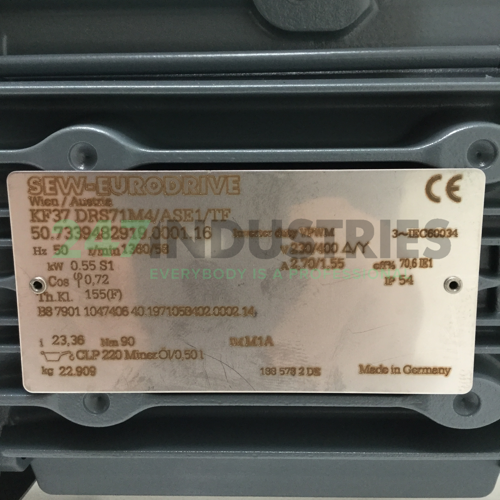 SEW-EURODRIVE
Wien / Austria
KF37 DRS71M4/ASE1/TF
50.7339482919.0001.16 Inverter duty VPWM 3~IEC60034
Hz 50 r/min 1380/58 V 230/400 Δ/Y
kW 0.55 S1 A 2.70/1.55 eff% 70,6 IE1
Cos φ 0,72 IP 54
Th.Kl. 155(F)
B8 7901 1047406 40.1971058402.0002.14,
i 23,36 Nm 90 IM M1A
CLP 220 Miner.Öl/0.50 l
kg 22.909 188 578 2 DE Made in Germany
CE
INDUSTRIES
EVERYBODY IS A